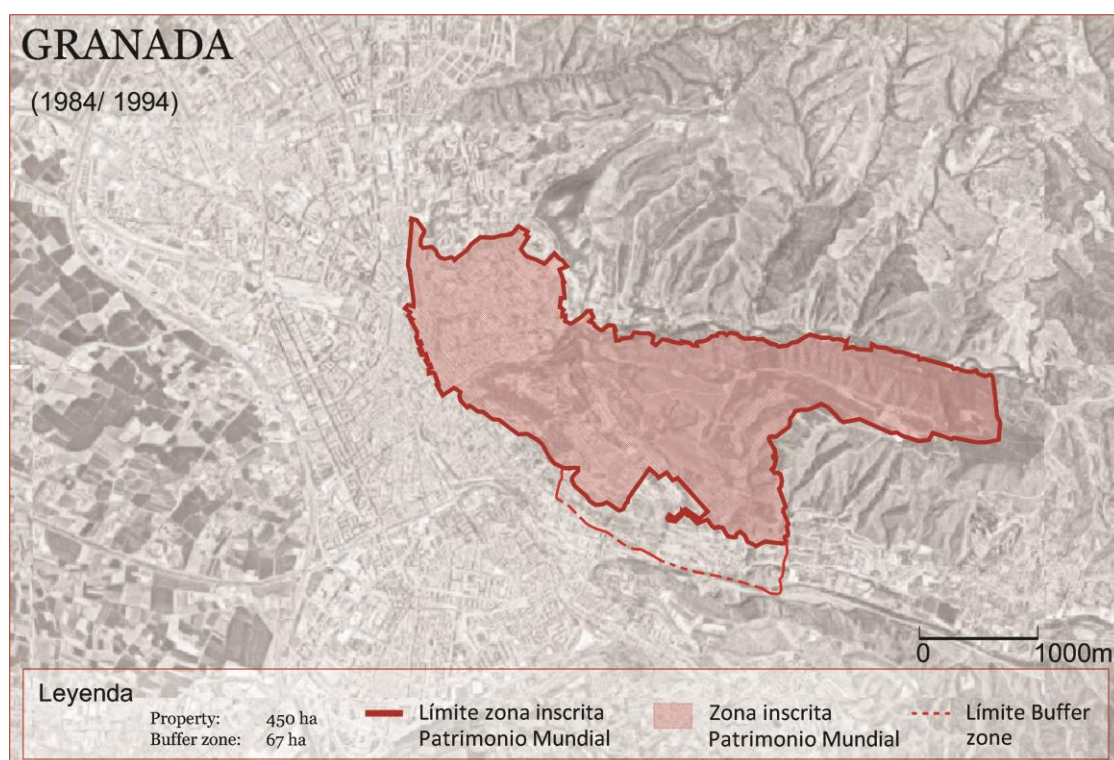 GRANADA
(1984/ 1994)
0 1000m
Leyenda
Property: 450 ha
Buffer zone: 67 ha
Límite zona inscrita
Patrimonio Mundial
Zona inscrita
Patrimonio Mundial
Límite Buffer
zone